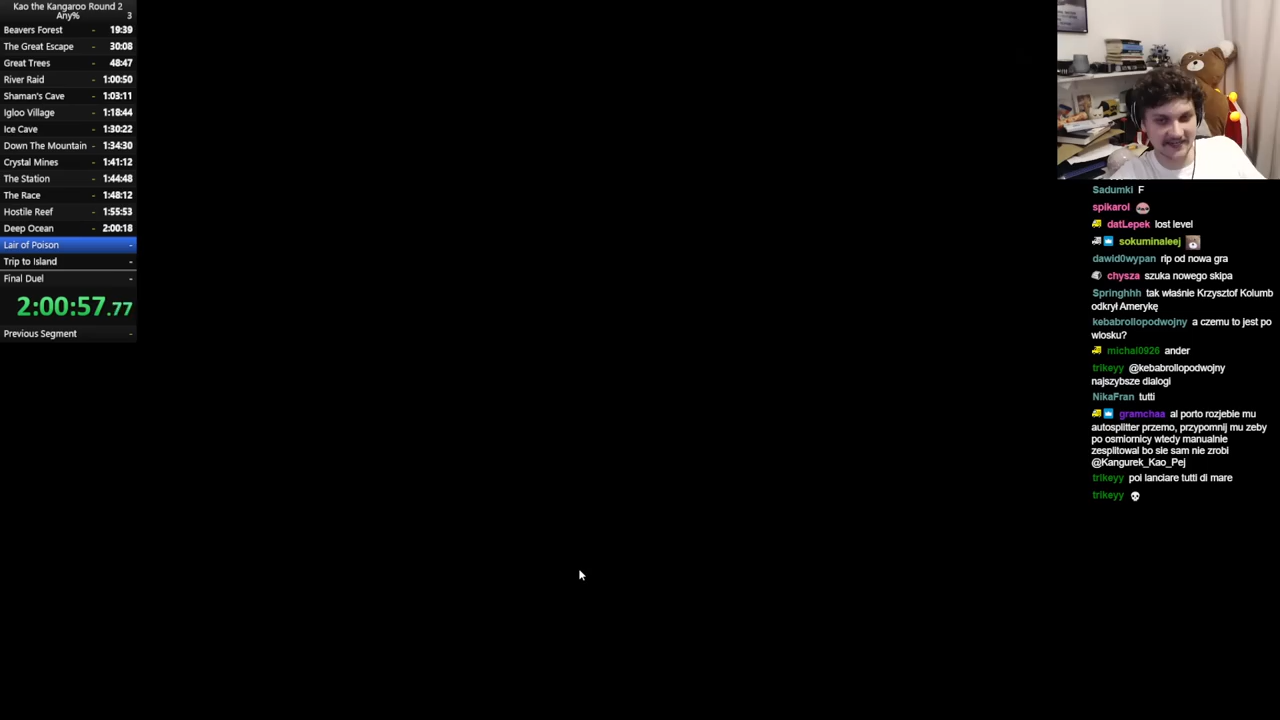 Kao the Kangaroo Round 2
Any% 3
Beavers Forest - 19:39
The Great Escape - 30:08
Great Trees - 48:47
River Raid - 1:00:50
Shaman's Cave - 1:03:11
Igloo Village - 1:18:44
Ice Cave - 1:30:22
Down The Mountain - 1:34:30
Crystal Mines - 1:41:12
The Station - 1:44:48
The Race - 1:48:12
Hostile Reef - 1:55:53
Deep Ocean - 2:00:18
Lair of Poison -
Trip to Island -
Final Duel -
2:00:57.77
Previous Segment -
Sadumki F
spikarol
datLepek lost level
sokuminaleej
dawid0wypan rip od nowa gra
chysza szuka nowego skipa
Springhhh tak właśnie Krzysztof Kolumb
odkrył Amerykę
kebabrollopodwojny a czemu to jest po
wlosku?
michal0926 ander
trikeyy @kebabrollopodwojny
najszybsze dialogi
NikaFran tutti
gramchaa al porto rozjebie mu
autosplitter przemo, przypomnij mu zeby
po osmiornicy wtedy manualnie
zesplitowal bo sie sam nie zrobi
@Kangurek_Kao_Pej
trikeyy poi lanciare tutti di mare
trikeyy